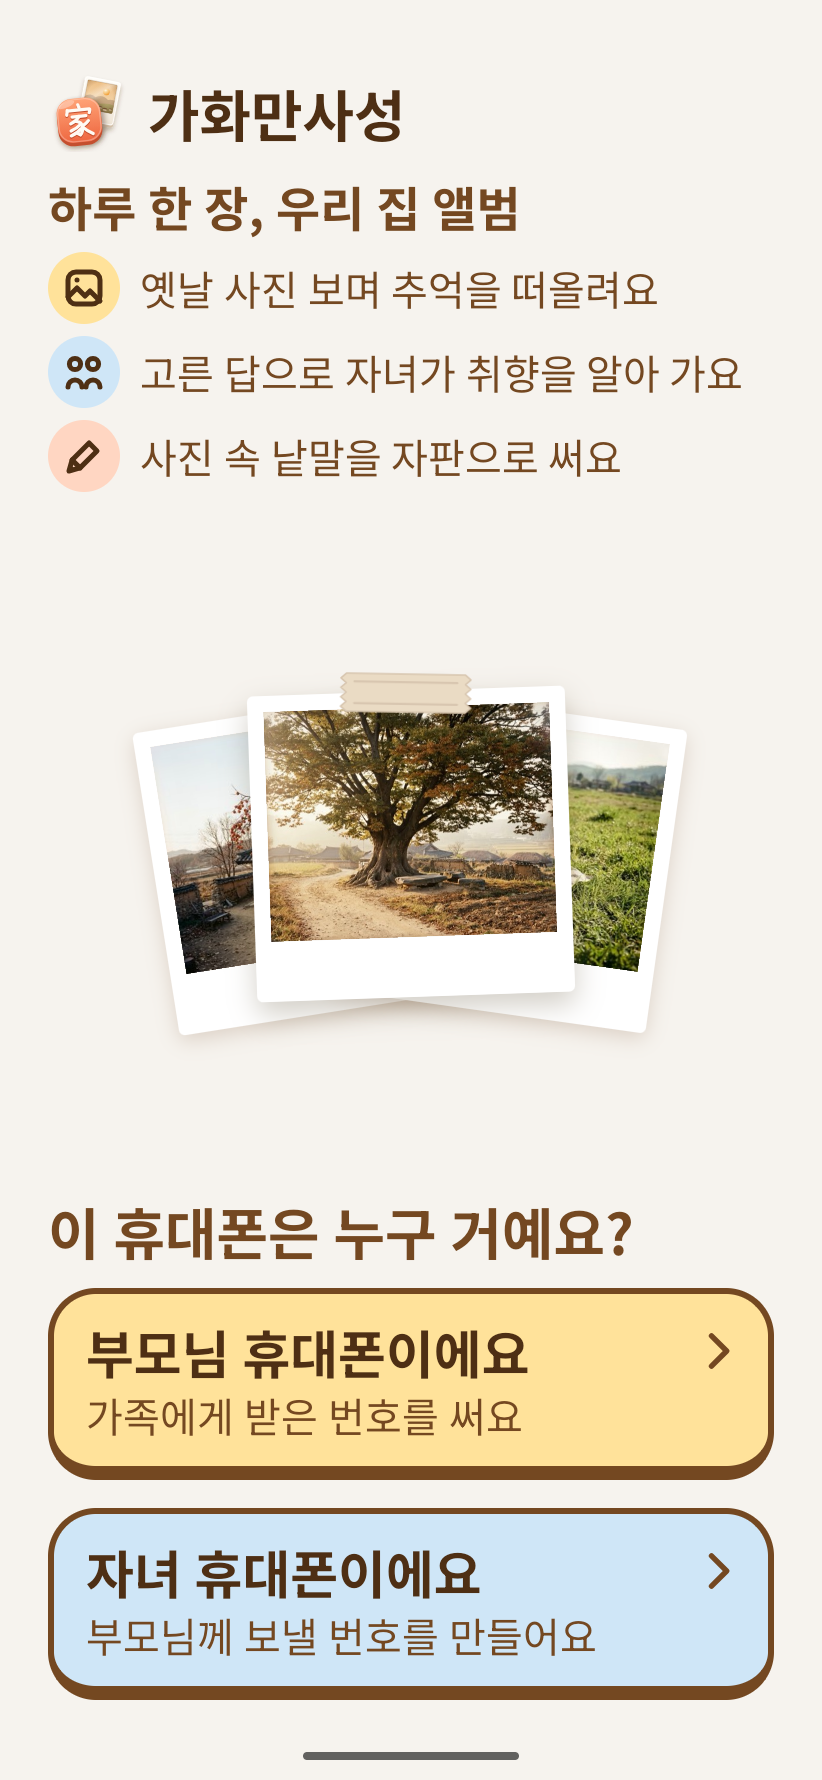 家
가화만사성
하루 한 장, 우리 집 앨범
옛날 사진 보며 추억을 떠올려요
고른 답으로 자녀가 취향을 알아 가요
사진 속 낱말을 자판으로 써요
이 휴대폰은 누구 거예요?
부모님 휴대폰이에요
가족에게 받은 번호를 써요
자녀 휴대폰이에요
부모님께 보낼 번호를 만들어요